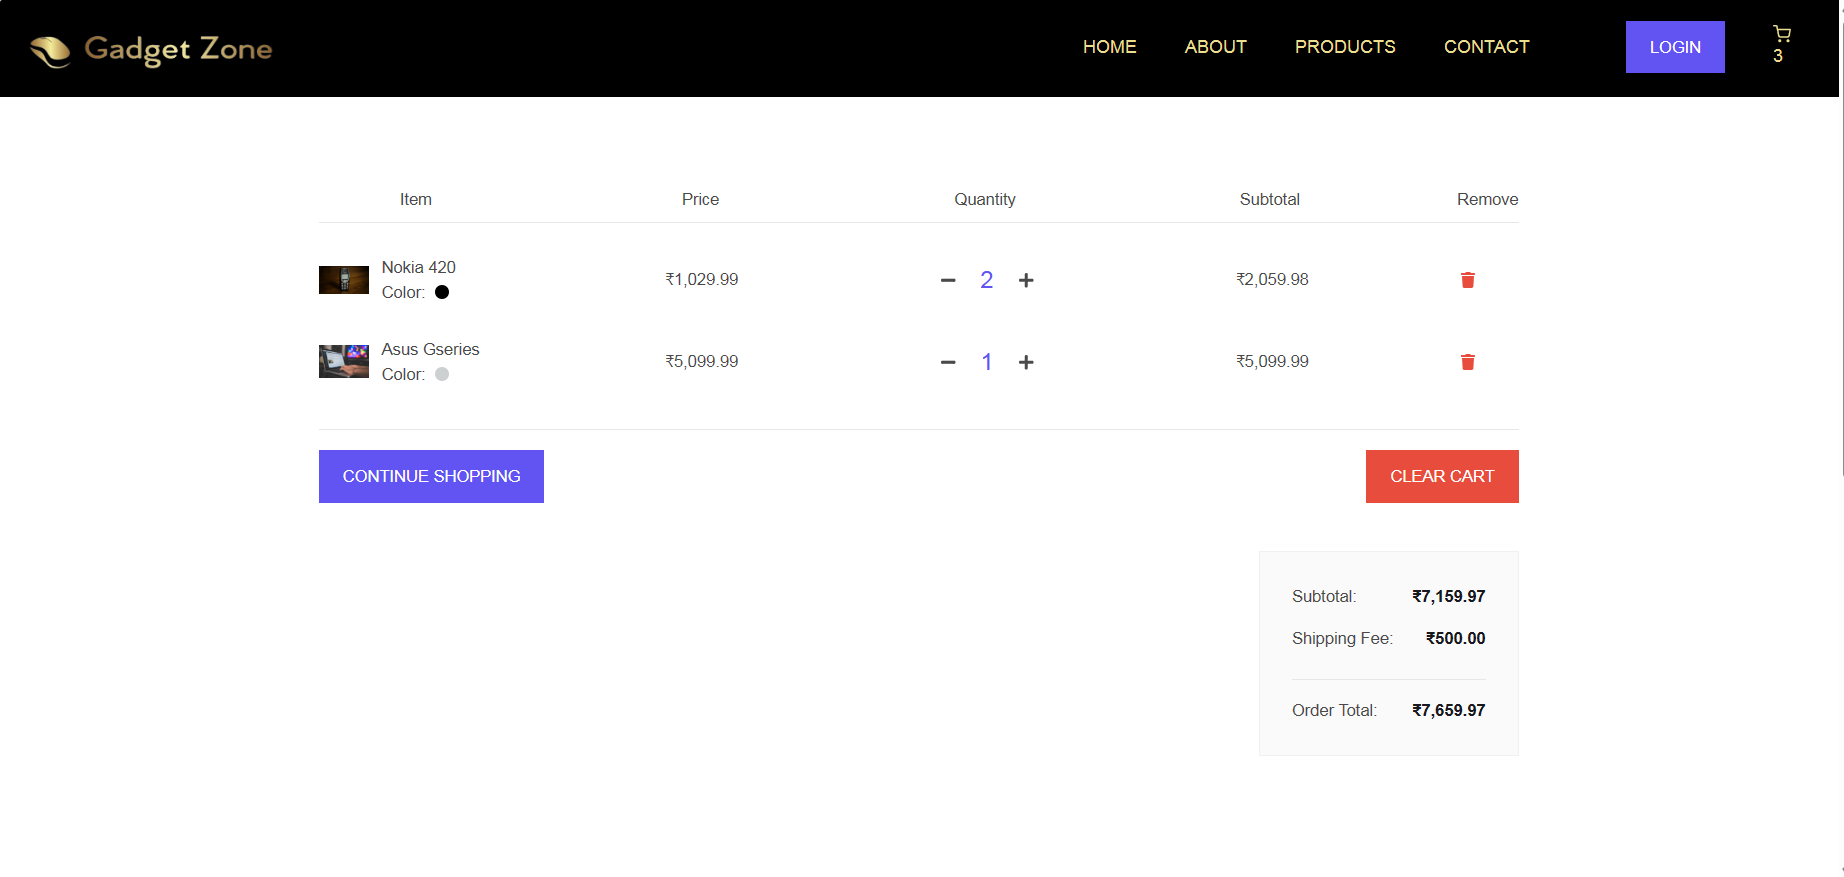 Gadget Zone
HOME ABOUT PRODUCTS CONTACT LOGIN 3
Item Price Quantity Subtotal Remove
Nokia 420
Color:
₹1,029.99 2 ₹2,059.98
Asus Gseries
Color:
₹5,099.99 1 ₹5,099.99
CONTINUE SHOPPING CLEAR CART
Subtotal: ₹7,159.97
Shipping Fee: ₹500.00
Order Total: ₹7,659.97